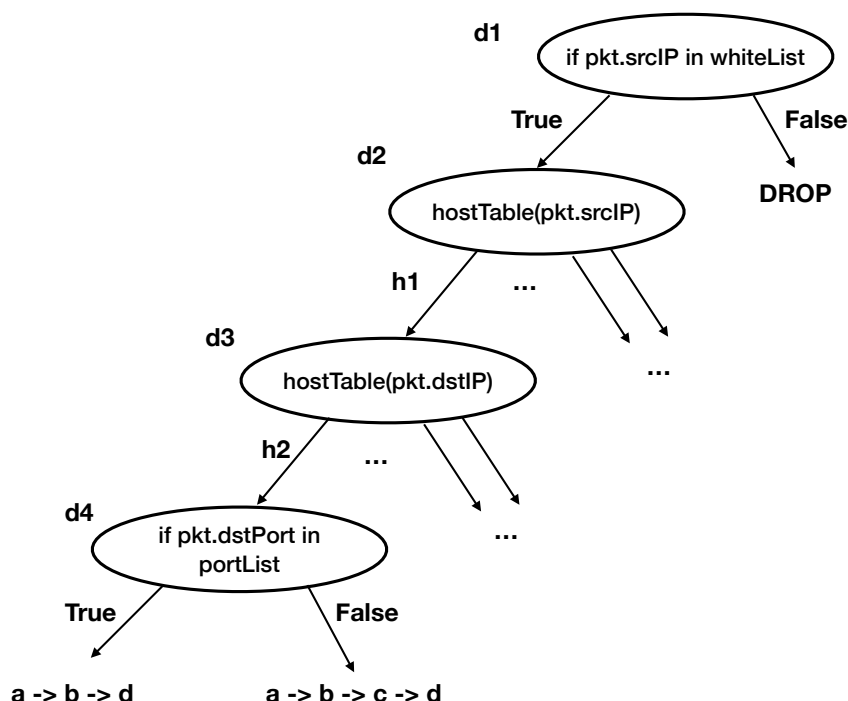 d1
if pkt.srcIP in whiteList
True
False
d2
DROP
hostTable(pkt.srcIP)
h1
...
d3
...
hostTable(pkt.dstIP)
h2
...
d4
...
if pkt.dstPort in
portList
True
False
a -> b -> d
a -> b -> c -> d